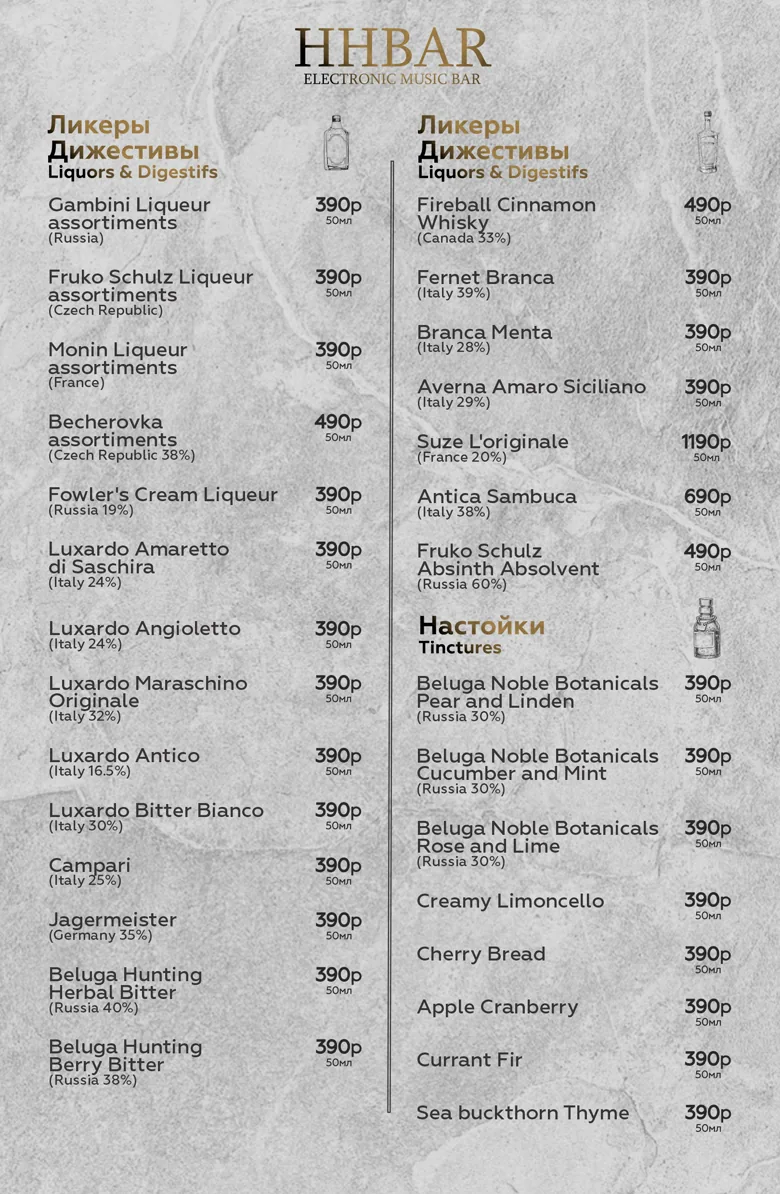 HHBAR
ELECTRONIC MUSIC BAR
Ликеры
Дижестивы
Liquors & Digestifs
Gambini Liqueur 390р
assortiments 50мл
(Russia)
Fruko Schulz Liqueur 390р
assortiments 50мл
(Czech Republic)
Monin Liqueur 390р
assortiments 50мл
(France)
Becherovka 490р
assortiments 50мл
(Czech Republic 38%)
Fowler's Cream Liqueur 390р
(Russia 19%) 50мл
Luxardo Amaretto 390р
di Saschira 50мл
(Italy 24%)
Luxardo Angioletto 390р
(Italy 24%) 50мл
Luxardo Maraschino 390р
Originale 50мл
(Italy 32%)
Luxardo Antico 390р
(Italy 16.5%) 50мл
Luxardo Bitter Bianco 390р
(Italy 30%) 50мл
Campari 390р
(Italy 25%) 50мл
Jagermeister 390р
(Germany 35%) 50мл
Beluga Hunting 390р
Herbal Bitter 50мл
(Russia 40%)
Beluga Hunting 390р
Berry Bitter 50мл
(Russia 38%)
Ликеры
Дижестивы
Liquors & Digestifs
Fireball Cinnamon 490р
Whisky 50мл
(Canada 33%)
Fernet Branca 390р
(Italy 39%) 50мл
Branca Menta 390р
(Italy 28%) 50мл
Averna Amaro Siciliano 390р
(Italy 29%) 50мл
Suze L'originale 1190р
(France 20%) 50мл
Antica Sambuca 690р
(Italy 38%) 50мл
Fruko Schulz 490р
Absinth Absolvent 50мл
(Russia 60%)
Настойки
Tinctures
Beluga Noble Botanicals 390р
Pear and Linden 50мл
(Russia 30%)
Beluga Noble Botanicals 390р
Cucumber and Mint 50мл
(Russia 30%)
Beluga Noble Botanicals 390р
Rose and Lime 50мл
(Russia 30%)
Creamy Limoncello 390р
50мл
Cherry Bread 390р
50мл
Apple Cranberry 390р
50мл
Currant Fir 390р
50мл
Sea buckthorn Thyme 390р
50мл